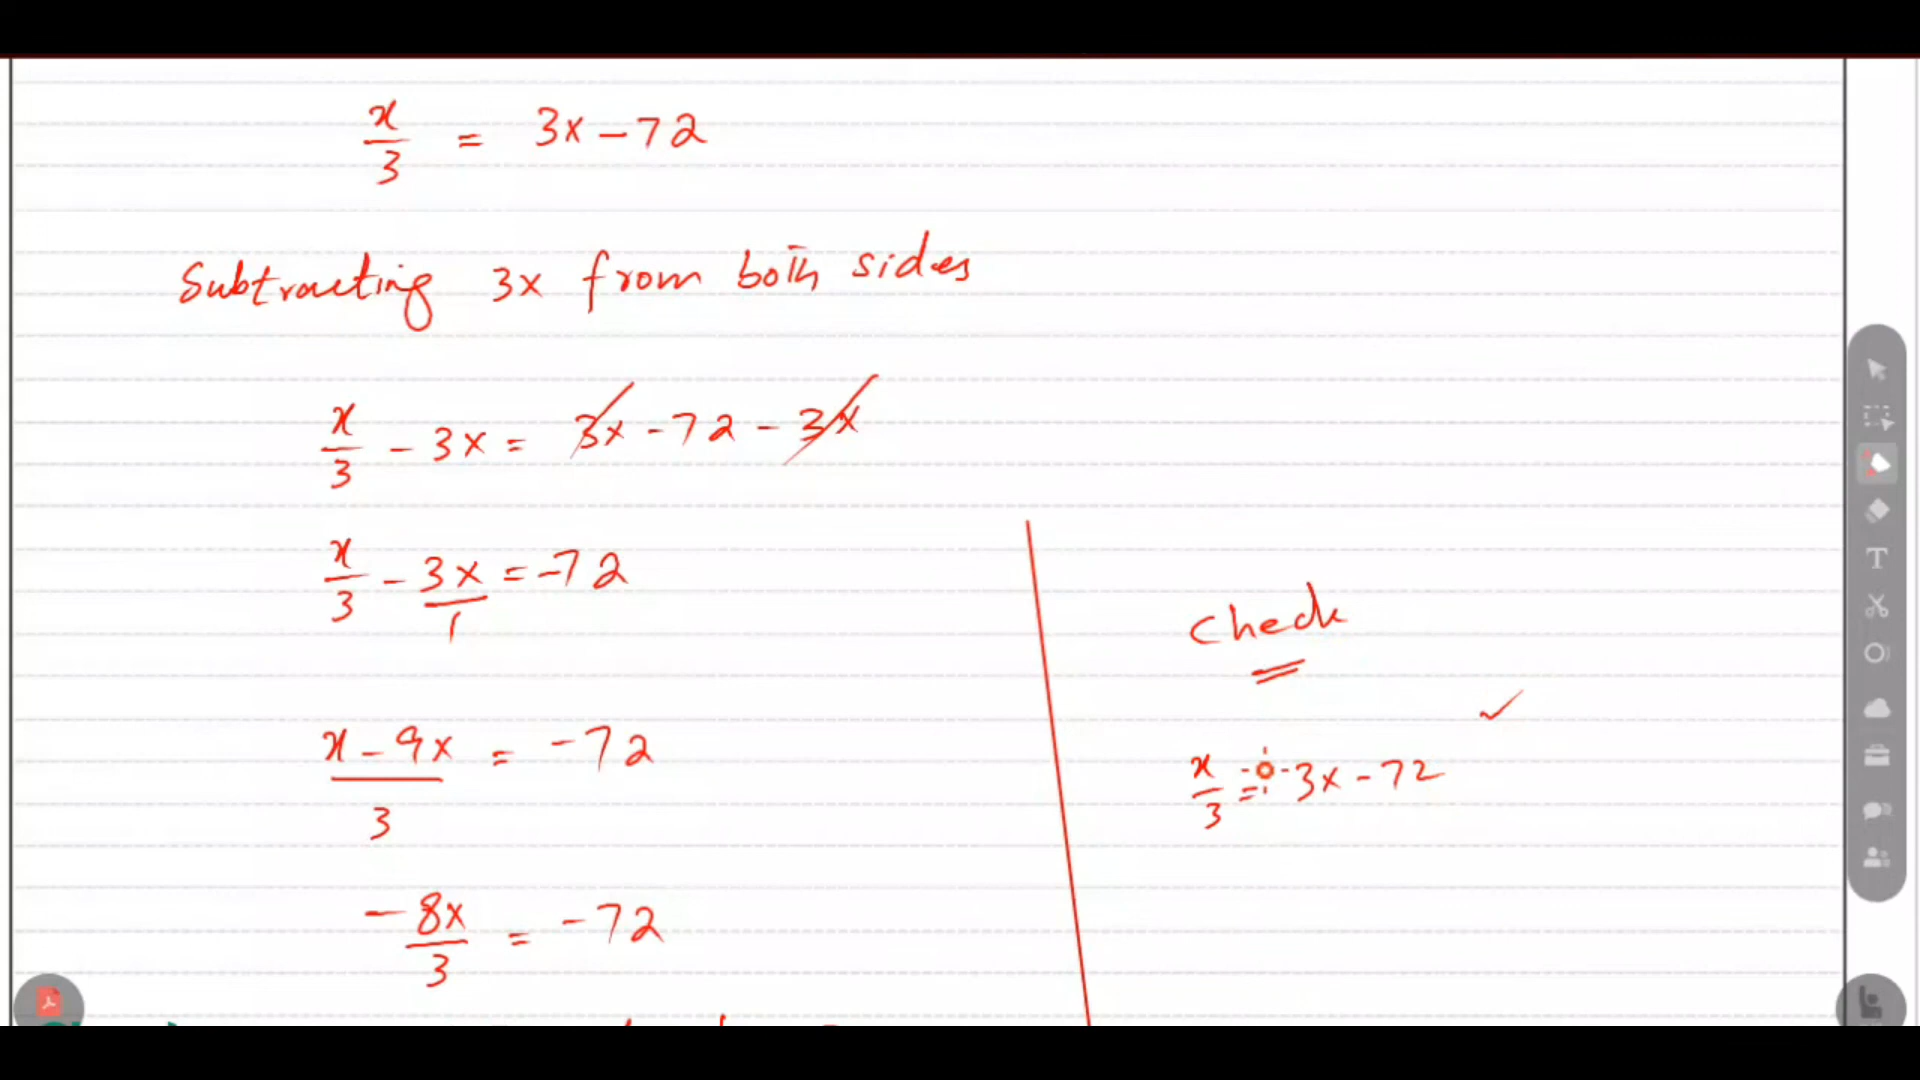 x/3 = 3x - 72
Subtracting 3x from both sides
x/3 - 3x = 3x - 72 - 3x
x/3 - 3x/1 = -72
(x - 9x)/3 = -72
-8x/3 = -72
Check
✓
x/3 = 3x - 72
T